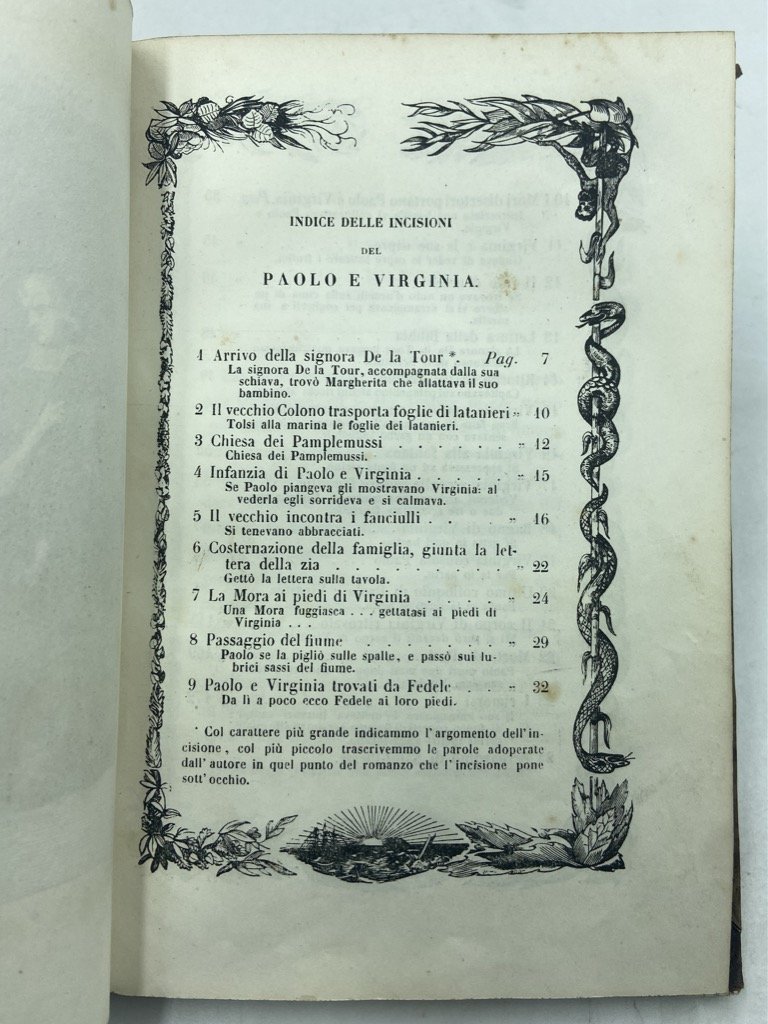 INDICE DELLE INCISIONI
DEL
PAOLO E VIRGINIA.
1 Arrivo della signora De la Tour *. Pag. 7
La signora De la Tour, accompagnata dalla sua
schiava, trovò Margherita che allattava il suo
bambino.
2 Il vecchio Colono trasporta foglie di latanieri » 10
Tolsi alla marina le foglie dei latanieri.
3 Chiesa dei Pamplemussi . . . . . . » 12
Chiesa dei Pamplemussi.
4 Infanzia di Paolo e Virginia . . . . . » 15
Se Paolo piangeva gli mostravano Virginia: al
vederla egli sorrideva e si calmava.
5 Il vecchio incontra i fanciulli . . . » 16
Si tenevano abbracciati.
6 Costernazione della famiglia, giunta la let-
tera della zia . . . . . . . . . » 22
Gettò la lettera sulla tavola.
7 La Mora ai piedi di Virginia . . . . » 24
Una Mora fuggiasca . . . gettatasi ai piedi di
Virginia . . .
8 Passaggio del fiume . . . . . . . » 29
Paolo se la pigliò sulle spalle, e passò sui lu-
brici sassi del fiume.
9 Paolo e Virginia trovati da Fedele . . » 32
Da lì a poco ecco Fedele ai loro piedi.
* Col carattere più grande indicammo l'argomento dell'in-
cisione, col più piccolo trascrivemmo le parole adoperate
dall'autore in quel punto del romanzo che l'incisione pone
sott'occhio.